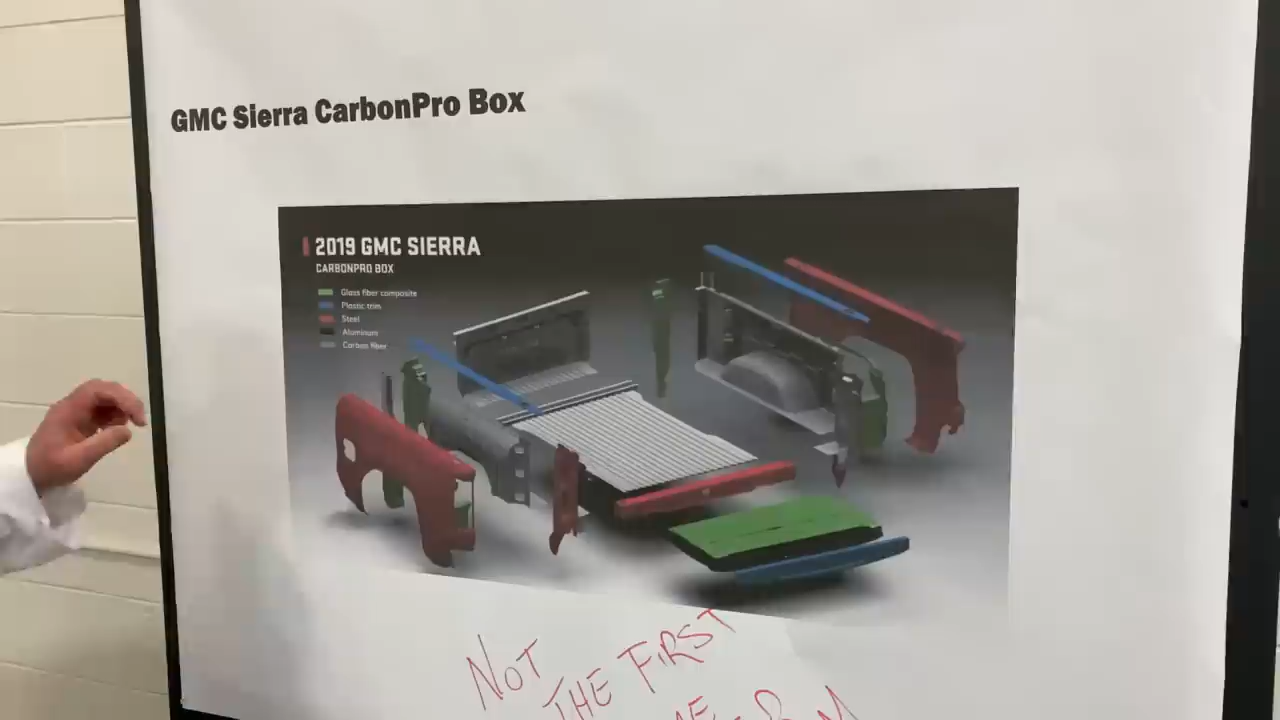 GMC Sierra CarbonPro Box
2019 GMC SIERRA
CARBONPRO BOX
Glass fiber composite
Plastic trim
Steel
Aluminum
Carbon fiber
NOT
THE FIRST